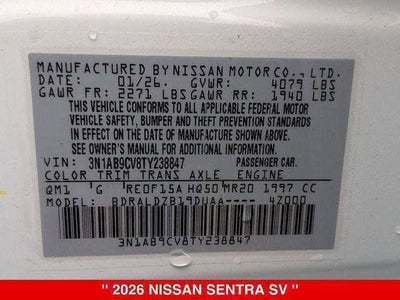 MANUFACTURED BY NISSAN MOTOR CO., LTD.
DATE: 01/26. GVWR: 4079 LBS
GAWR FR: 2271 LBS GAWR RR: 1940 LBS
THIS VEHICLE CONFORMS TO ALL APPLICABLE FEDERAL MOTOR
VEHICLE SAFETY, BUMPER AND THEFT PREVENTION STANDARDS
IN EFFECT ON THE DATE OF MANUFACTURE SHOWN ABOVE.
SEE OWNER'S MANUAL FOR ADDITIONAL INFORMATION
VIN: 3N1AB9CV8TY238847 PASSENGER CAR.
COLOR TRIM TRANS AXLE ENGINE
QM1 G RE0F15A HQ50 MR20 1997 CC
MODEL: BDRALDZB19DUAA---- 4Z000
3N1AB9CV8TY238847
" 2026 NISSAN SENTRA SV "